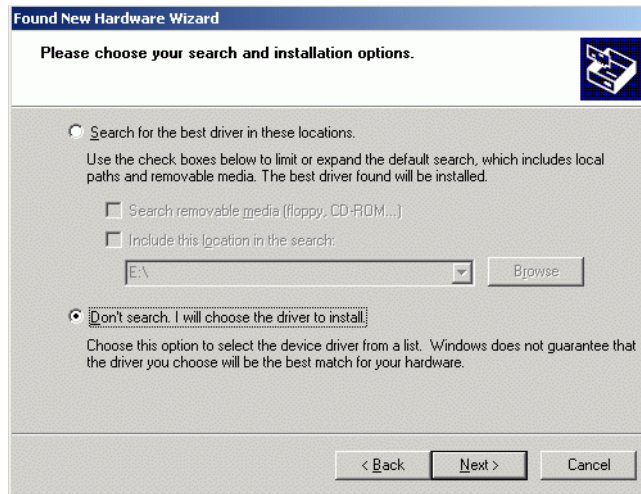 Found New Hardware Wizard
Please choose your search and installation options.
Search for the best driver in these locations.
Use the check boxes below to limit or expand the default search, which includes local
paths and removable media. The best driver found will be installed.
Search removable media (floppy, CD-ROM...)
Include this location in the search:
E:\
Browse
Don't search. I will choose the driver to install.
Choose this option to select the device driver from a list. Windows does not guarantee that
the driver you choose will be the best match for your hardware.
< Back Next > Cancel